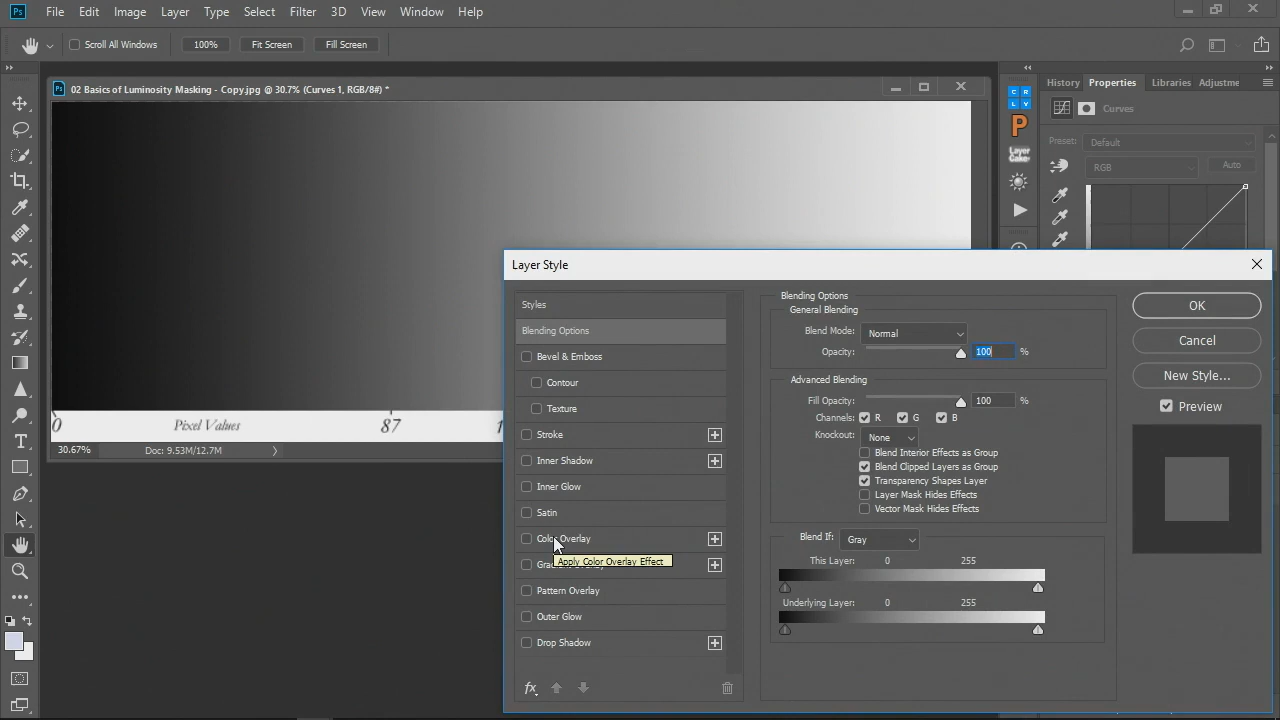 Ps File Edit Image Layer Type Select Filter 3D View Window Help
Scroll All Windows 100% Fit Screen Fill Screen
02 Basics of Luminosity Masking - Copy.jpg @ 30.7% (Curves 1, RGB/8#) *
History Properties Libraries Adjustme
Curves
Preset: Default
RGB Auto
C R
L V
P
Layer
Cake
0 Pixel Values 87 1
30.67% Doc: 9.53M/12.7M
Layer Style
Styles
Blending Options
Bevel & Emboss
Contour
Texture
Stroke
Inner Shadow
Inner Glow
Satin
Color Overlay
Apply Color Overlay Effect
Pattern Overlay
Outer Glow
Drop Shadow
fx
Blending Options
General Blending
Blend Mode: Normal
Opacity: 100 %
Advanced Blending
Fill Opacity: 100 %
Channels: R G B
Knockout: None
Blend Interior Effects as Group
Blend Clipped Layers as Group
Transparency Shapes Layer
Layer Mask Hides Effects
Vector Mask Hides Effects
Blend If: Gray
This Layer: 0 255
Underlying Layer: 0 255
OK
Cancel
New Style...
Preview